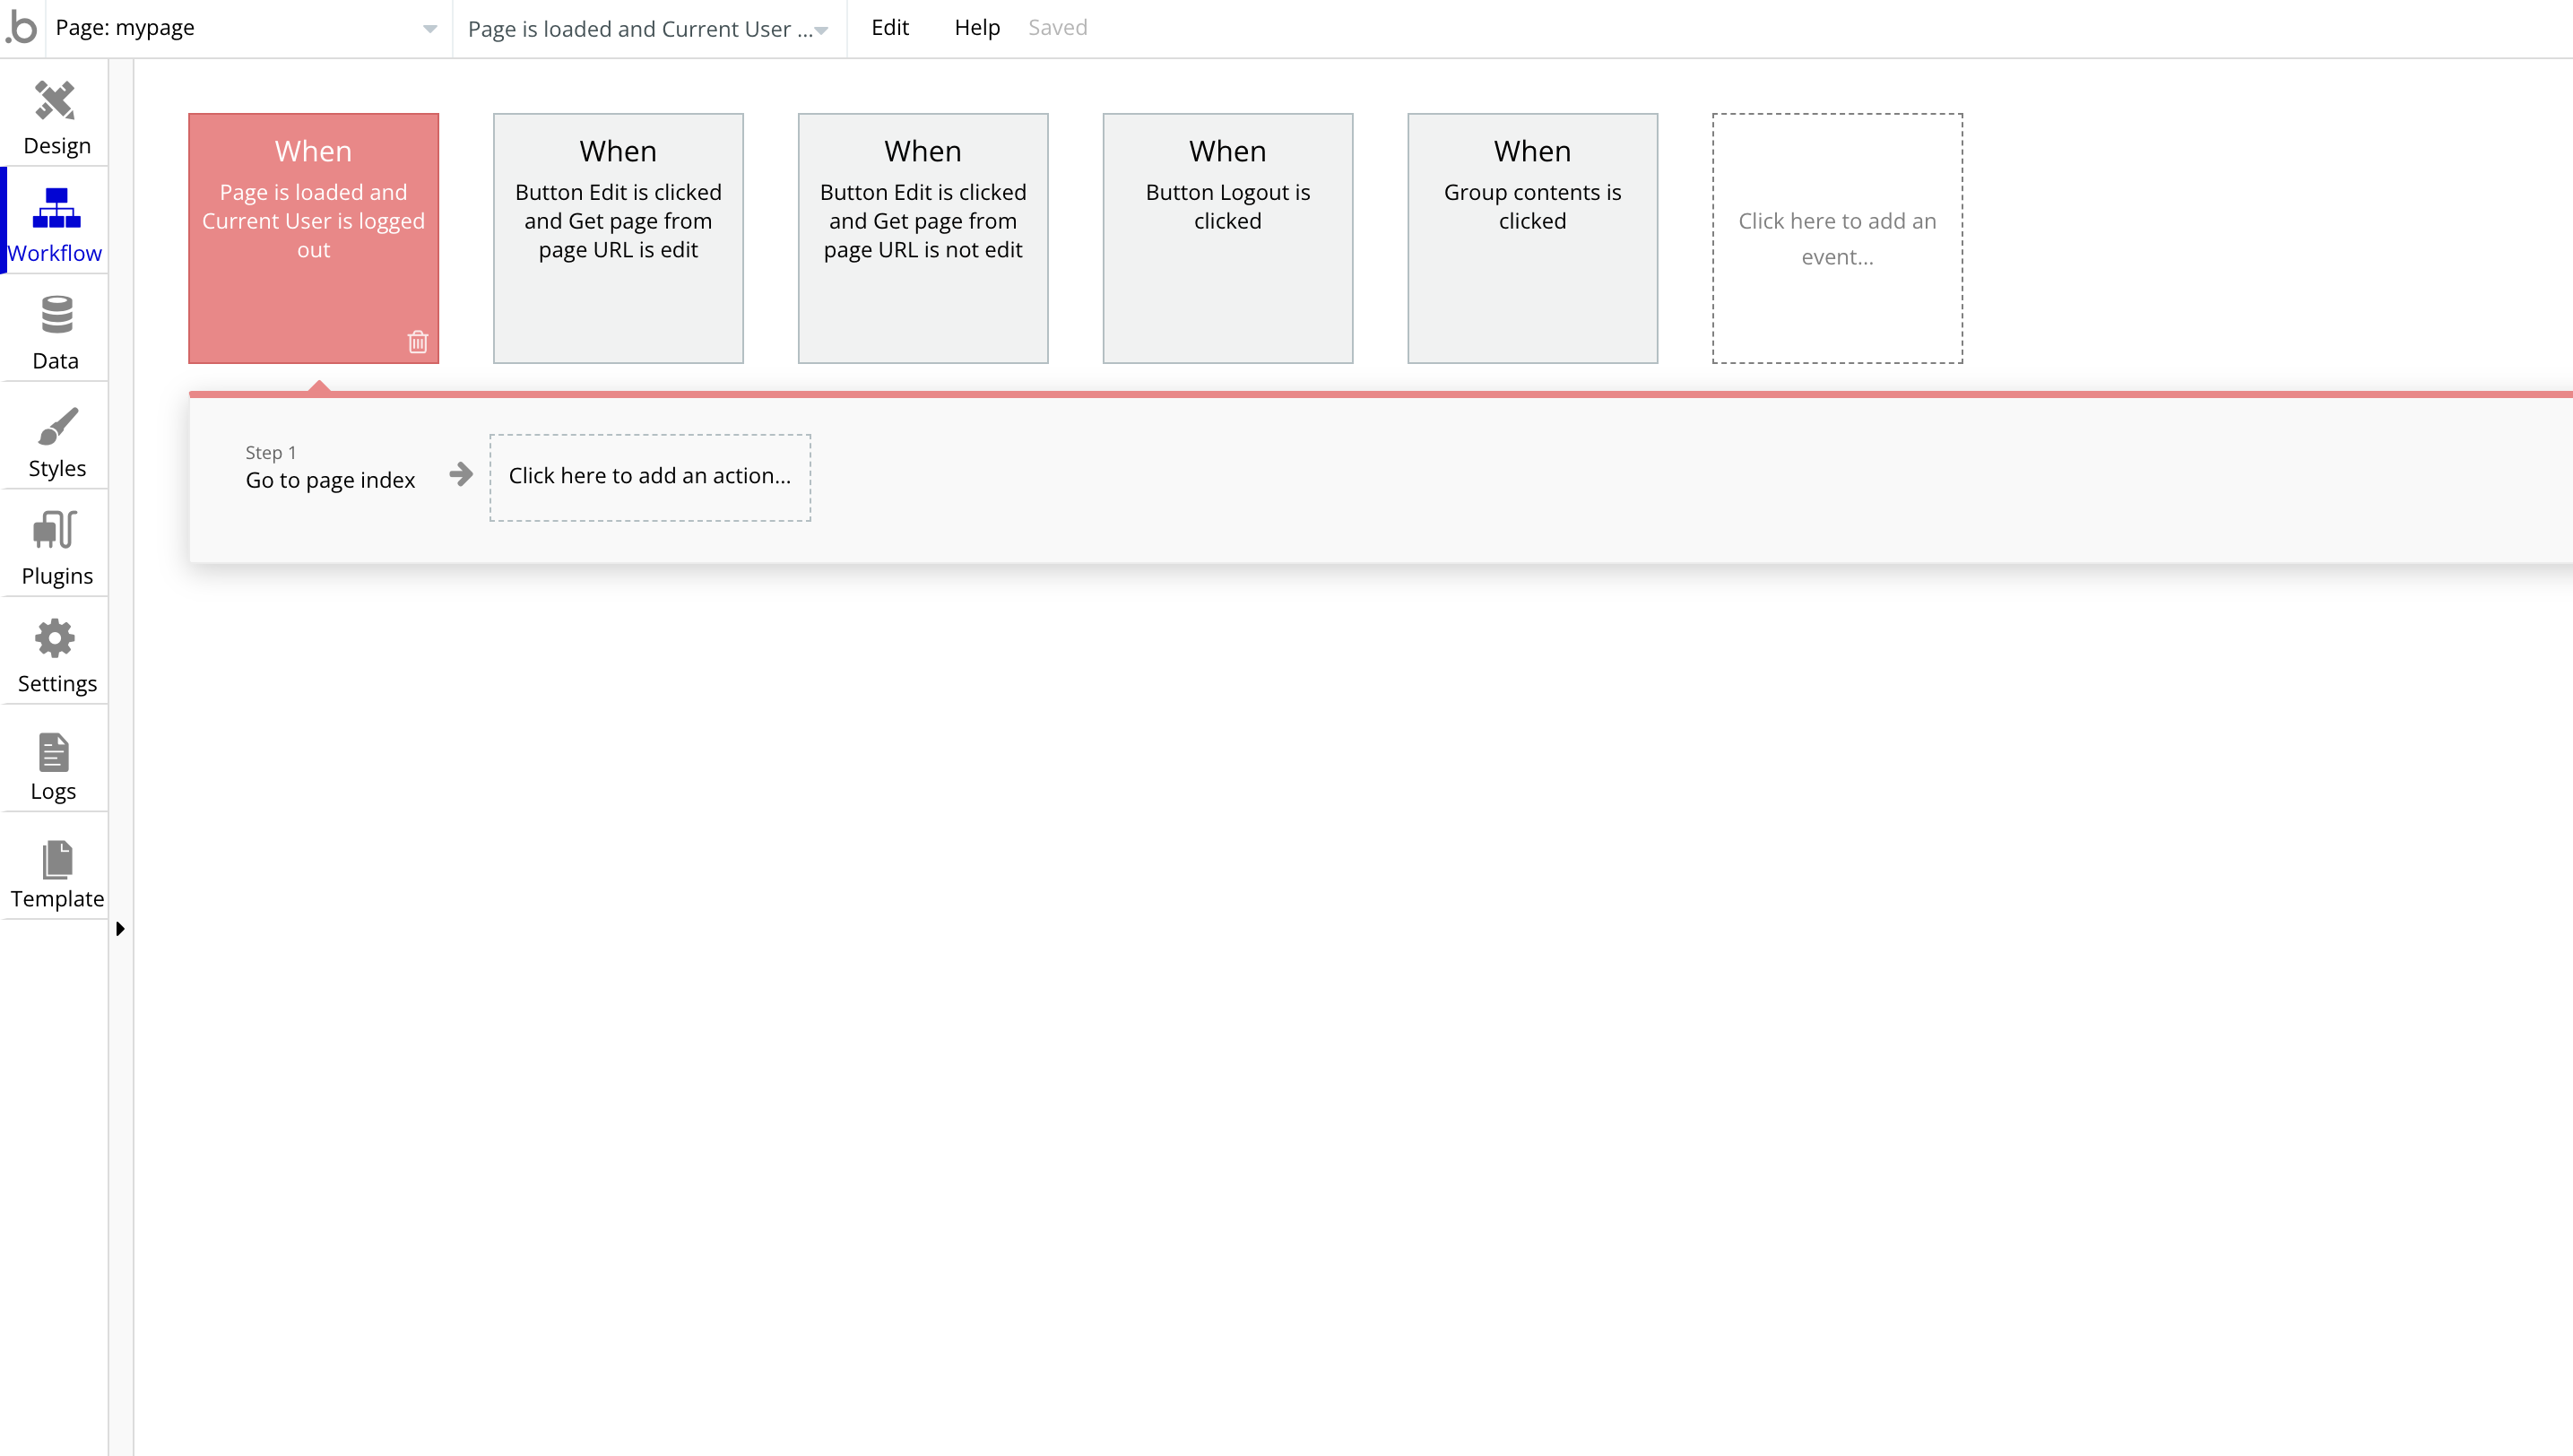 .b
Page: mypage
Page is loaded and Current User ...
Edit
Help
Saved
Design
Workflow
Data
Styles
Plugins
Settings
Logs
Template
When
Page is loaded and
Current User is logged
out
When
Button Edit is clicked
and Get page from
page URL is edit
When
Button Edit is clicked
and Get page from
page URL is not edit
When
Button Logout is
clicked
When
Group contents is
clicked
Click here to add an
event...
Step 1
Go to page index
Click here to add an action...